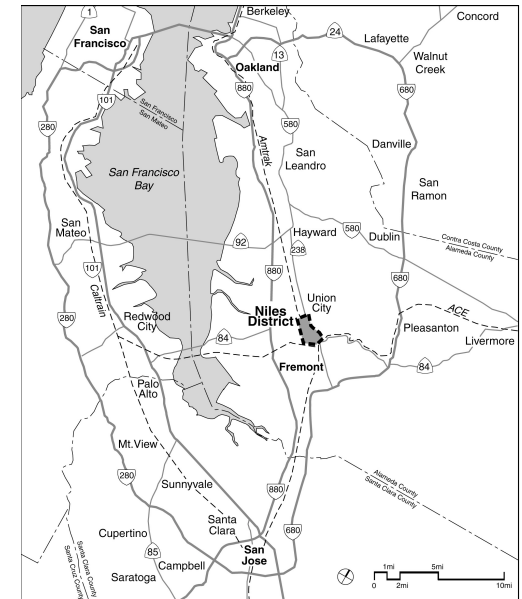 1
San
Francisco
Berkeley
Concord
24
13
Lafayette
Walnut
Creek
Oakland
101
880
680
San Francisco
San Mateo
280
580
Amtrak
San
Leandro
Danville
San Francisco
Bay
San
Ramon
San
Mateo
92
Hayward
580
Dublin
238
Contra Costa County
Alameda County
101
880
680
Caltrain
Union
City
ACE
280
Redwood
City
Niles
District
84
Pleasanton
Livermore
Fremont
84
Palo
Alto
Mt.View
280
Sunnyvale
880
Alameda County
Santa Clara County
Santa
Clara
680
Cupertino
85
San
Jose
Santa Clara County
Santa Cruz County
Campbell
Saratoga
1mi
5mi
0
2mi
10mi